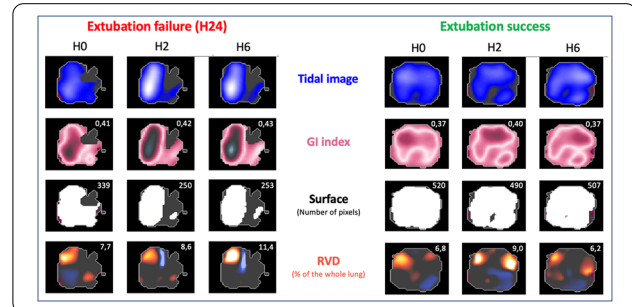 Extubation failure (H24)
Extubation success
H0 H2 H6
H0 H2 H6
Tidal image
0,41 0,42 0,43
GI index
0,37 0,40 0,37
339 250 253
Surface
(Number of pixels)
520 490 507
7,7 8,6 11,4
RVD
(% of the whole lung)
6,8 9,0 6,2